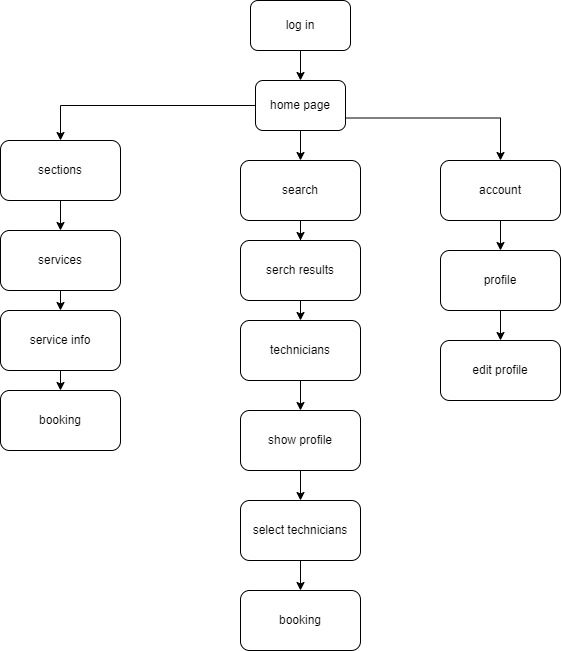 log in
home page
sections
services
service info
booking
search
serch results
technicians
show profile
select technicians
booking
account
profile
edit profile